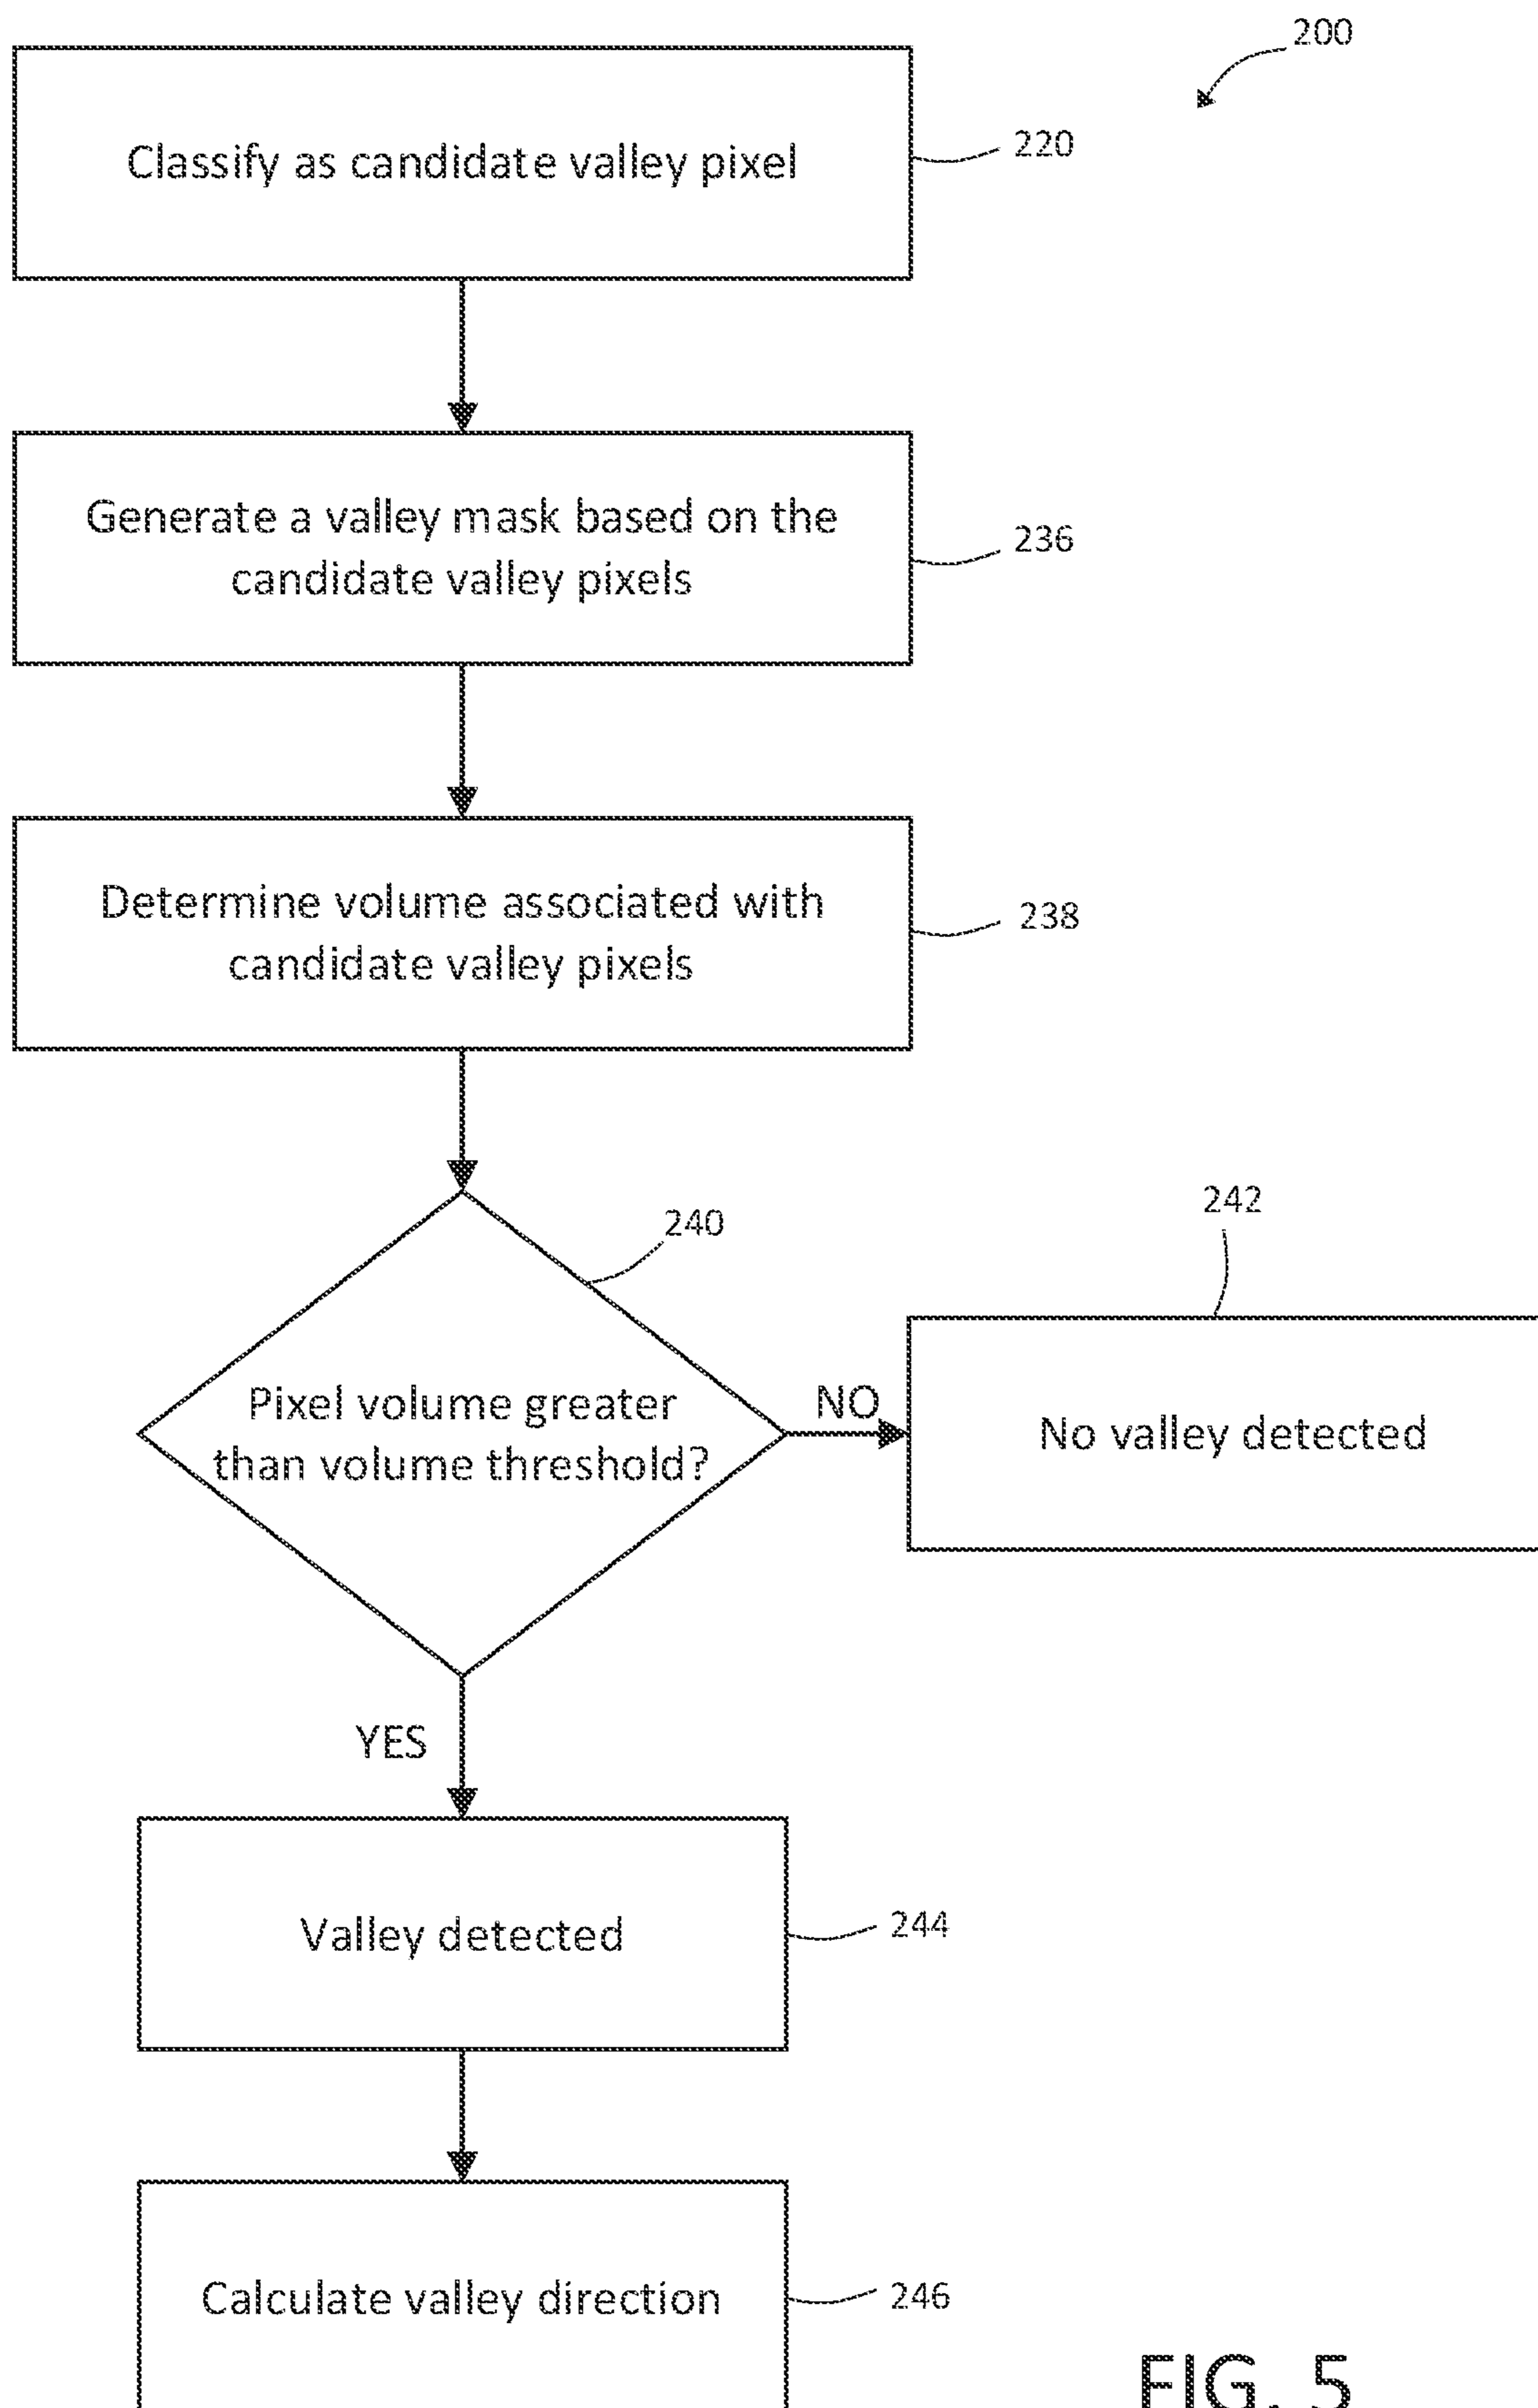 200
Classify as candidate valley pixel
220
Generate a valley mask based on the
candidate valley pixels
236
Determine volume associated with
candidate valley pixels
238
240
242
Pixel volume greater
than volume threshold?
NO
No valley detected
YES
Valley detected
244
Calculate valley direction
246
FIG. 5